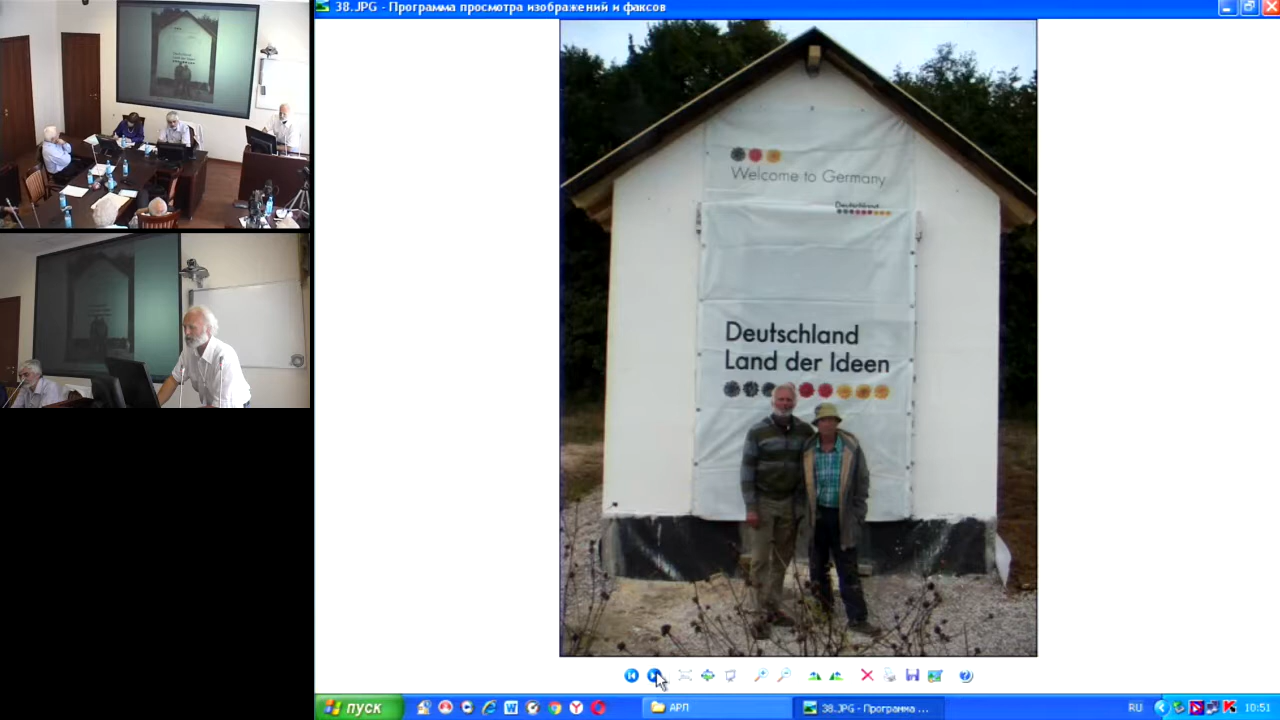 38.JPG - Программа просмотра изображений и факсов
Welcome to Germany
Deutschland
Deutschland
Land der Ideen
пуск
АРЛ
38.JPG - Программа ...
RU
10:51